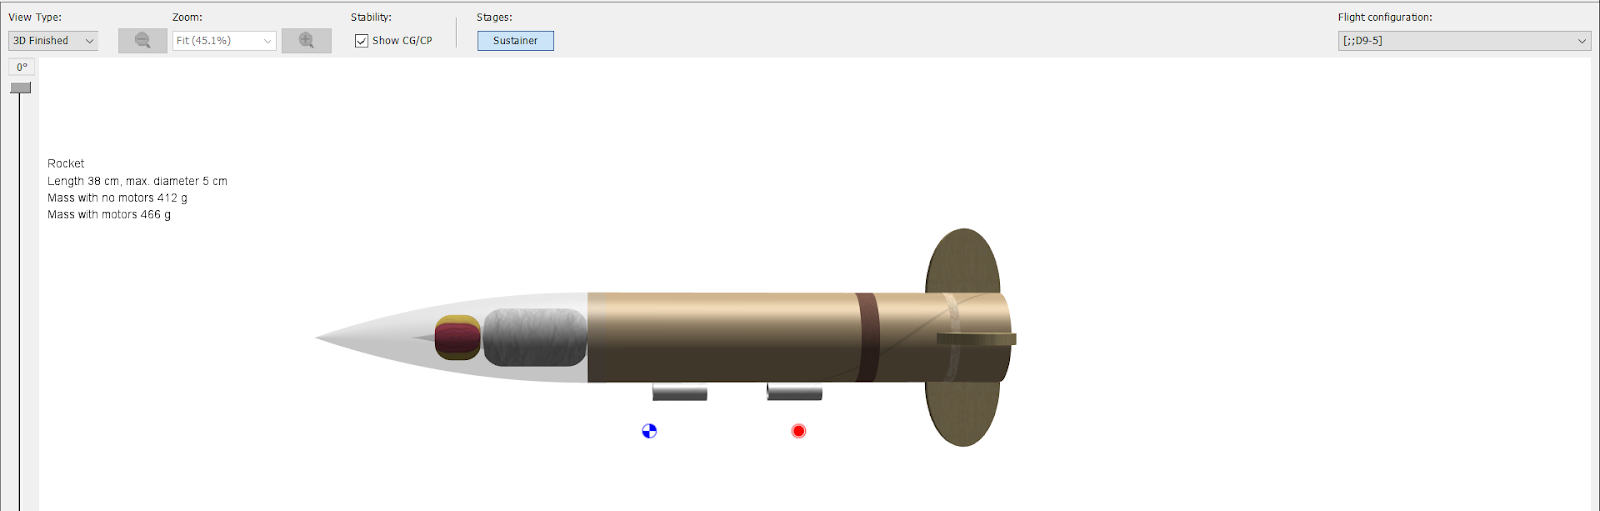 View Type:
Zoom:
Stability:
Stages:
Flight configuration:
3D Finished
Fit (45.1%)
Show CG/CP
Sustainer
[;;D9-5]
0°
Rocket
Length 38 cm, max. diameter 5 cm
Mass with no motors 412 g
Mass with motors 466 g